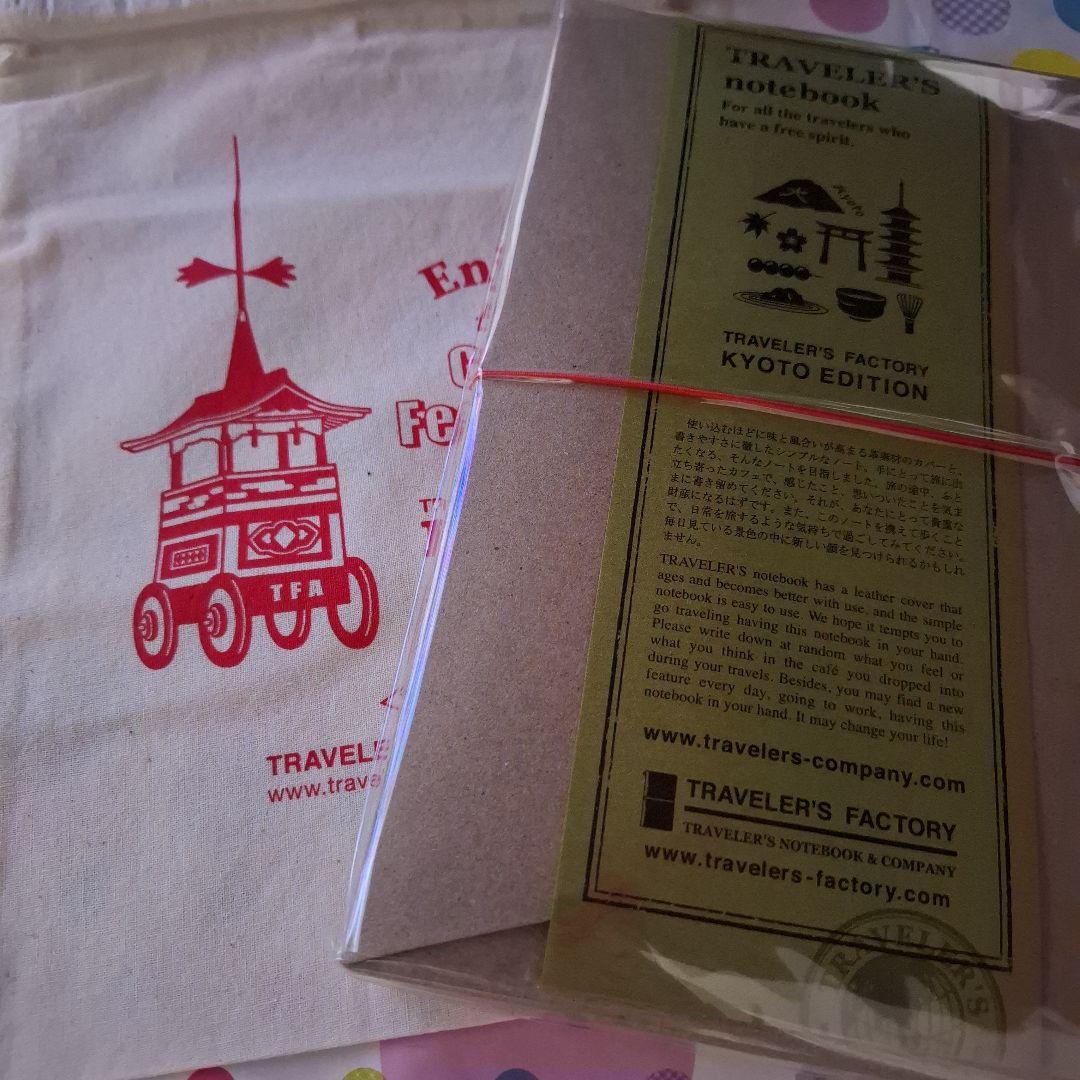 En
Fe
TFA
TRAVELE
www.trave
TRAVELER'S
notebook
For all the travelers who
have a free spirit.
大
Kyoto
TRAVELER'S FACTORY
KYOTO EDITION
使い込むほどに味と風合いが高まる革素材のカバーと、
書きやすさに徹したシンプルなノート。手にとって旅に出
たくなる、そんなノートを目指しました。旅の途中、ふと
立ち寄ったカフェで、感じたこと、思いついたことを気ま
まに書き留めてください。それが、あなたにとって貴重な
財産になるはずです。また、このノートを携えて歩くこと
で、日常を旅するような気持ちで過ごしてみてください。
毎日見ている景色の中に新しい顔を見つけられるかもしれ
ません。
TRAVELER'S notebook has a leather cover that
ages and becomes better with use, and the simple
notebook is easy to use. We hope it tempts you to
go traveling having this notebook in your hand.
Please write down at random what you feel or
what you think in the café you dropped into
during your travels. Besides, you may find a new
feature every day, going to work, having this
notebook in your hand. It may change your life!
www.travelers-company.com
TRAVELER'S FACTORY
TRAVELER'S NOTEBOOK & COMPANY
www.travelers-factory.com
TRAVELER'S